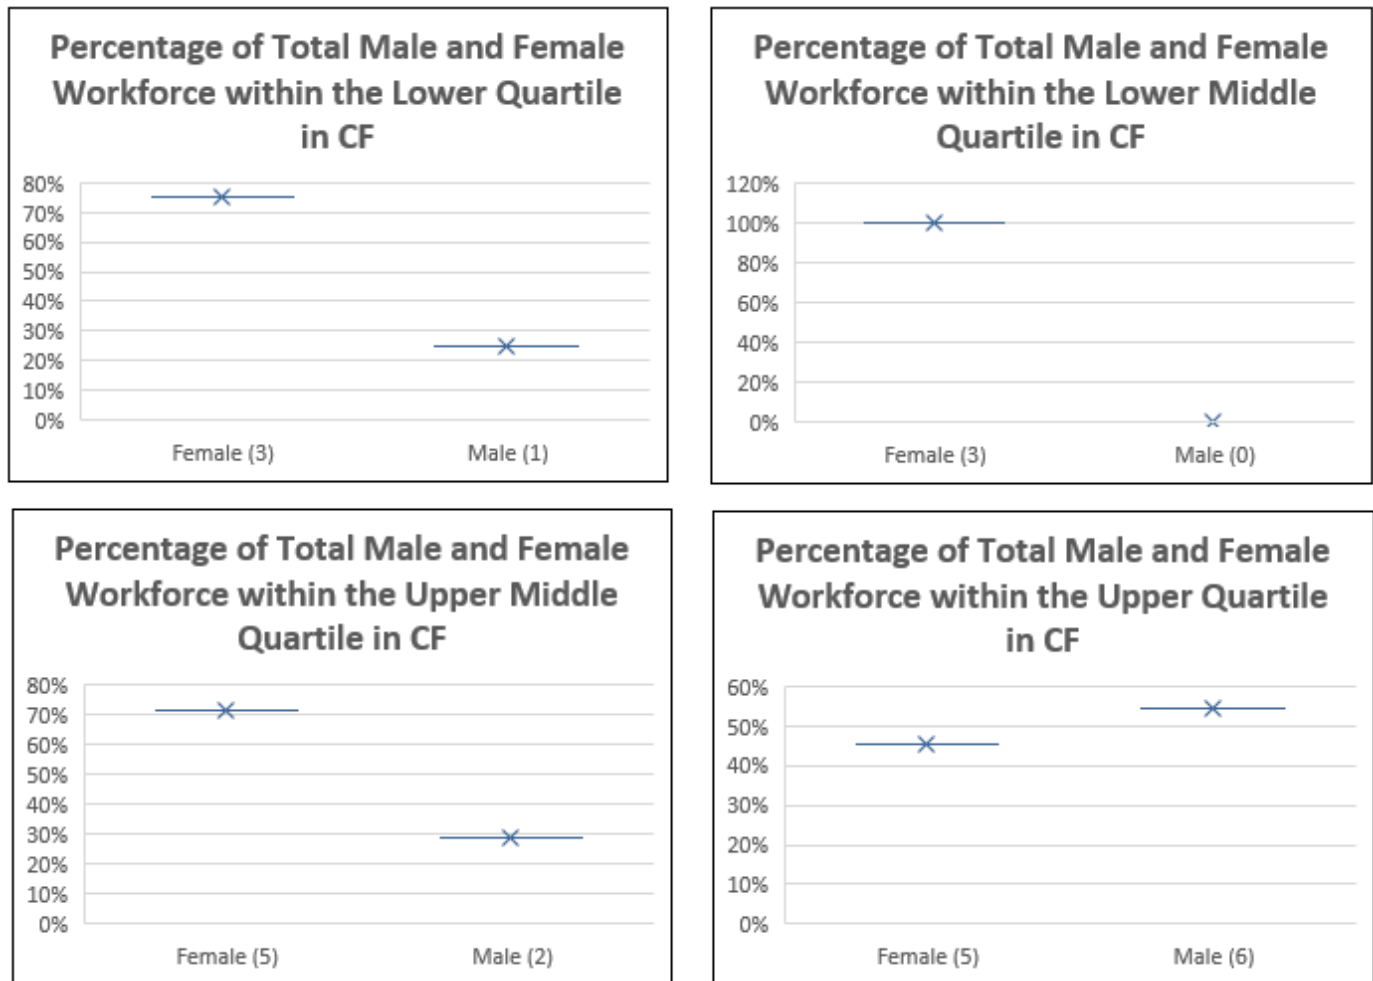 Percentage of Total Male and Female
Workforce within the Lower Quartile
in CF
80%
70%
60%
50%
40%
30%
20%
10%
0%
Female (3)
Male (1)
Percentage of Total Male and Female
Workforce within the Lower Middle
Quartile in CF
120%
100%
80%
60%
40%
20%
0%
Female (3)
Male (0)
Percentage of Total Male and Female
Workforce within the Upper Middle
Quartile in CF
80%
70%
60%
50%
40%
30%
20%
10%
0%
Female (5)
Male (2)
Percentage of Total Male and Female
Workforce within the Upper Quartile
in CF
60%
50%
40%
30%
20%
10%
0%
Female (5)
Male (6)